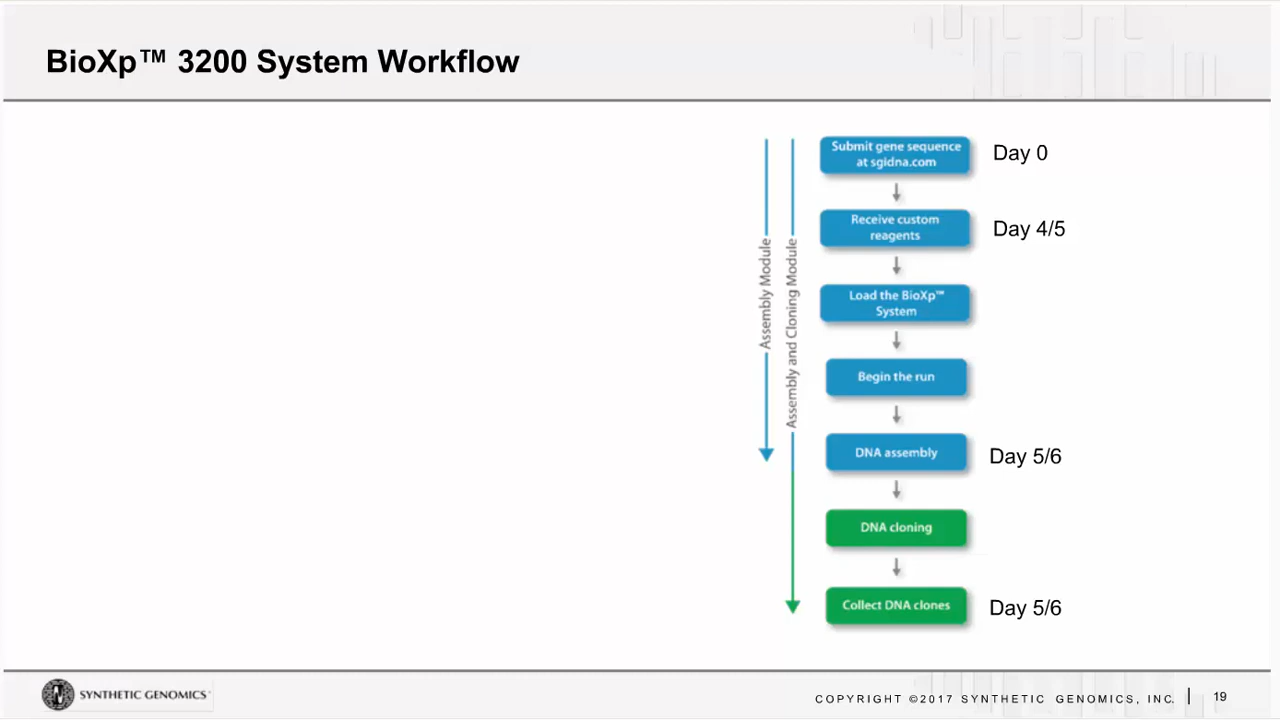 BioXp™ 3200 System Workflow
Submit gene sequence
at sgidna.com
Day 0
Receive custom
reagents
Day 4/5
Assembly Module
Assembly and Cloning Module
Load the BioXp™
System
Begin the run
DNA assembly
Day 5/6
DNA cloning
Collect DNA clones
Day 5/6
SYNTHETIC GENOMICS
COPYRIGHT ©2017 SYNTHETIC GENOMICS, INC.
19